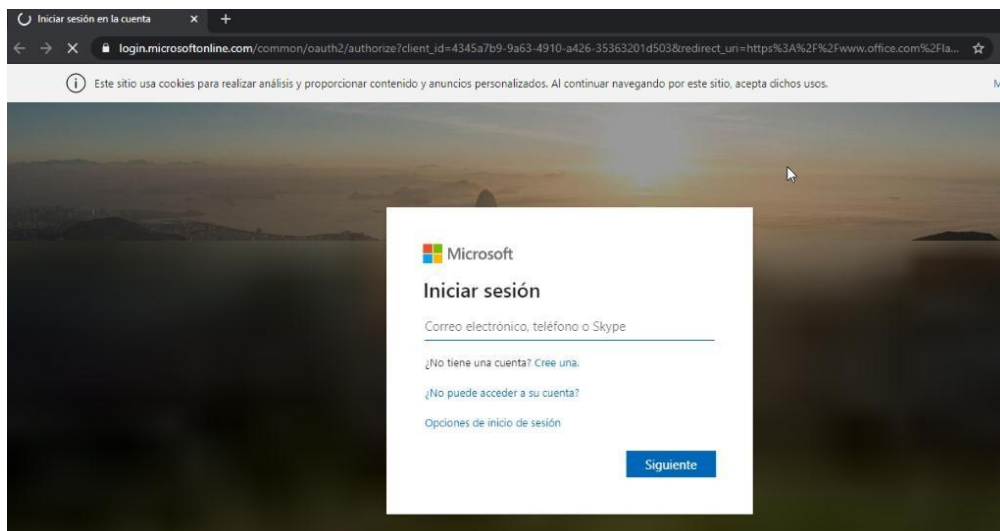 Iniciar sesión en la cuenta
login.microsoftonline.com/common/oauth2/authorize?client_id=4345a7b9-9a63-4910-a426-35363201d503&redirect_uri=https%3A%2F%2Fwww.office.com%2Fla...
Este sitio usa cookies para realizar análisis y proporcionar contenido y anuncios personalizados. Al continuar navegando por este sitio, acepta dichos usos.
Microsoft
Iniciar sesión
Correo electrónico, teléfono o Skype
¿No tiene una cuenta? Cree una.
¿No puede acceder a su cuenta?
Opciones de inicio de sesión
Siguiente